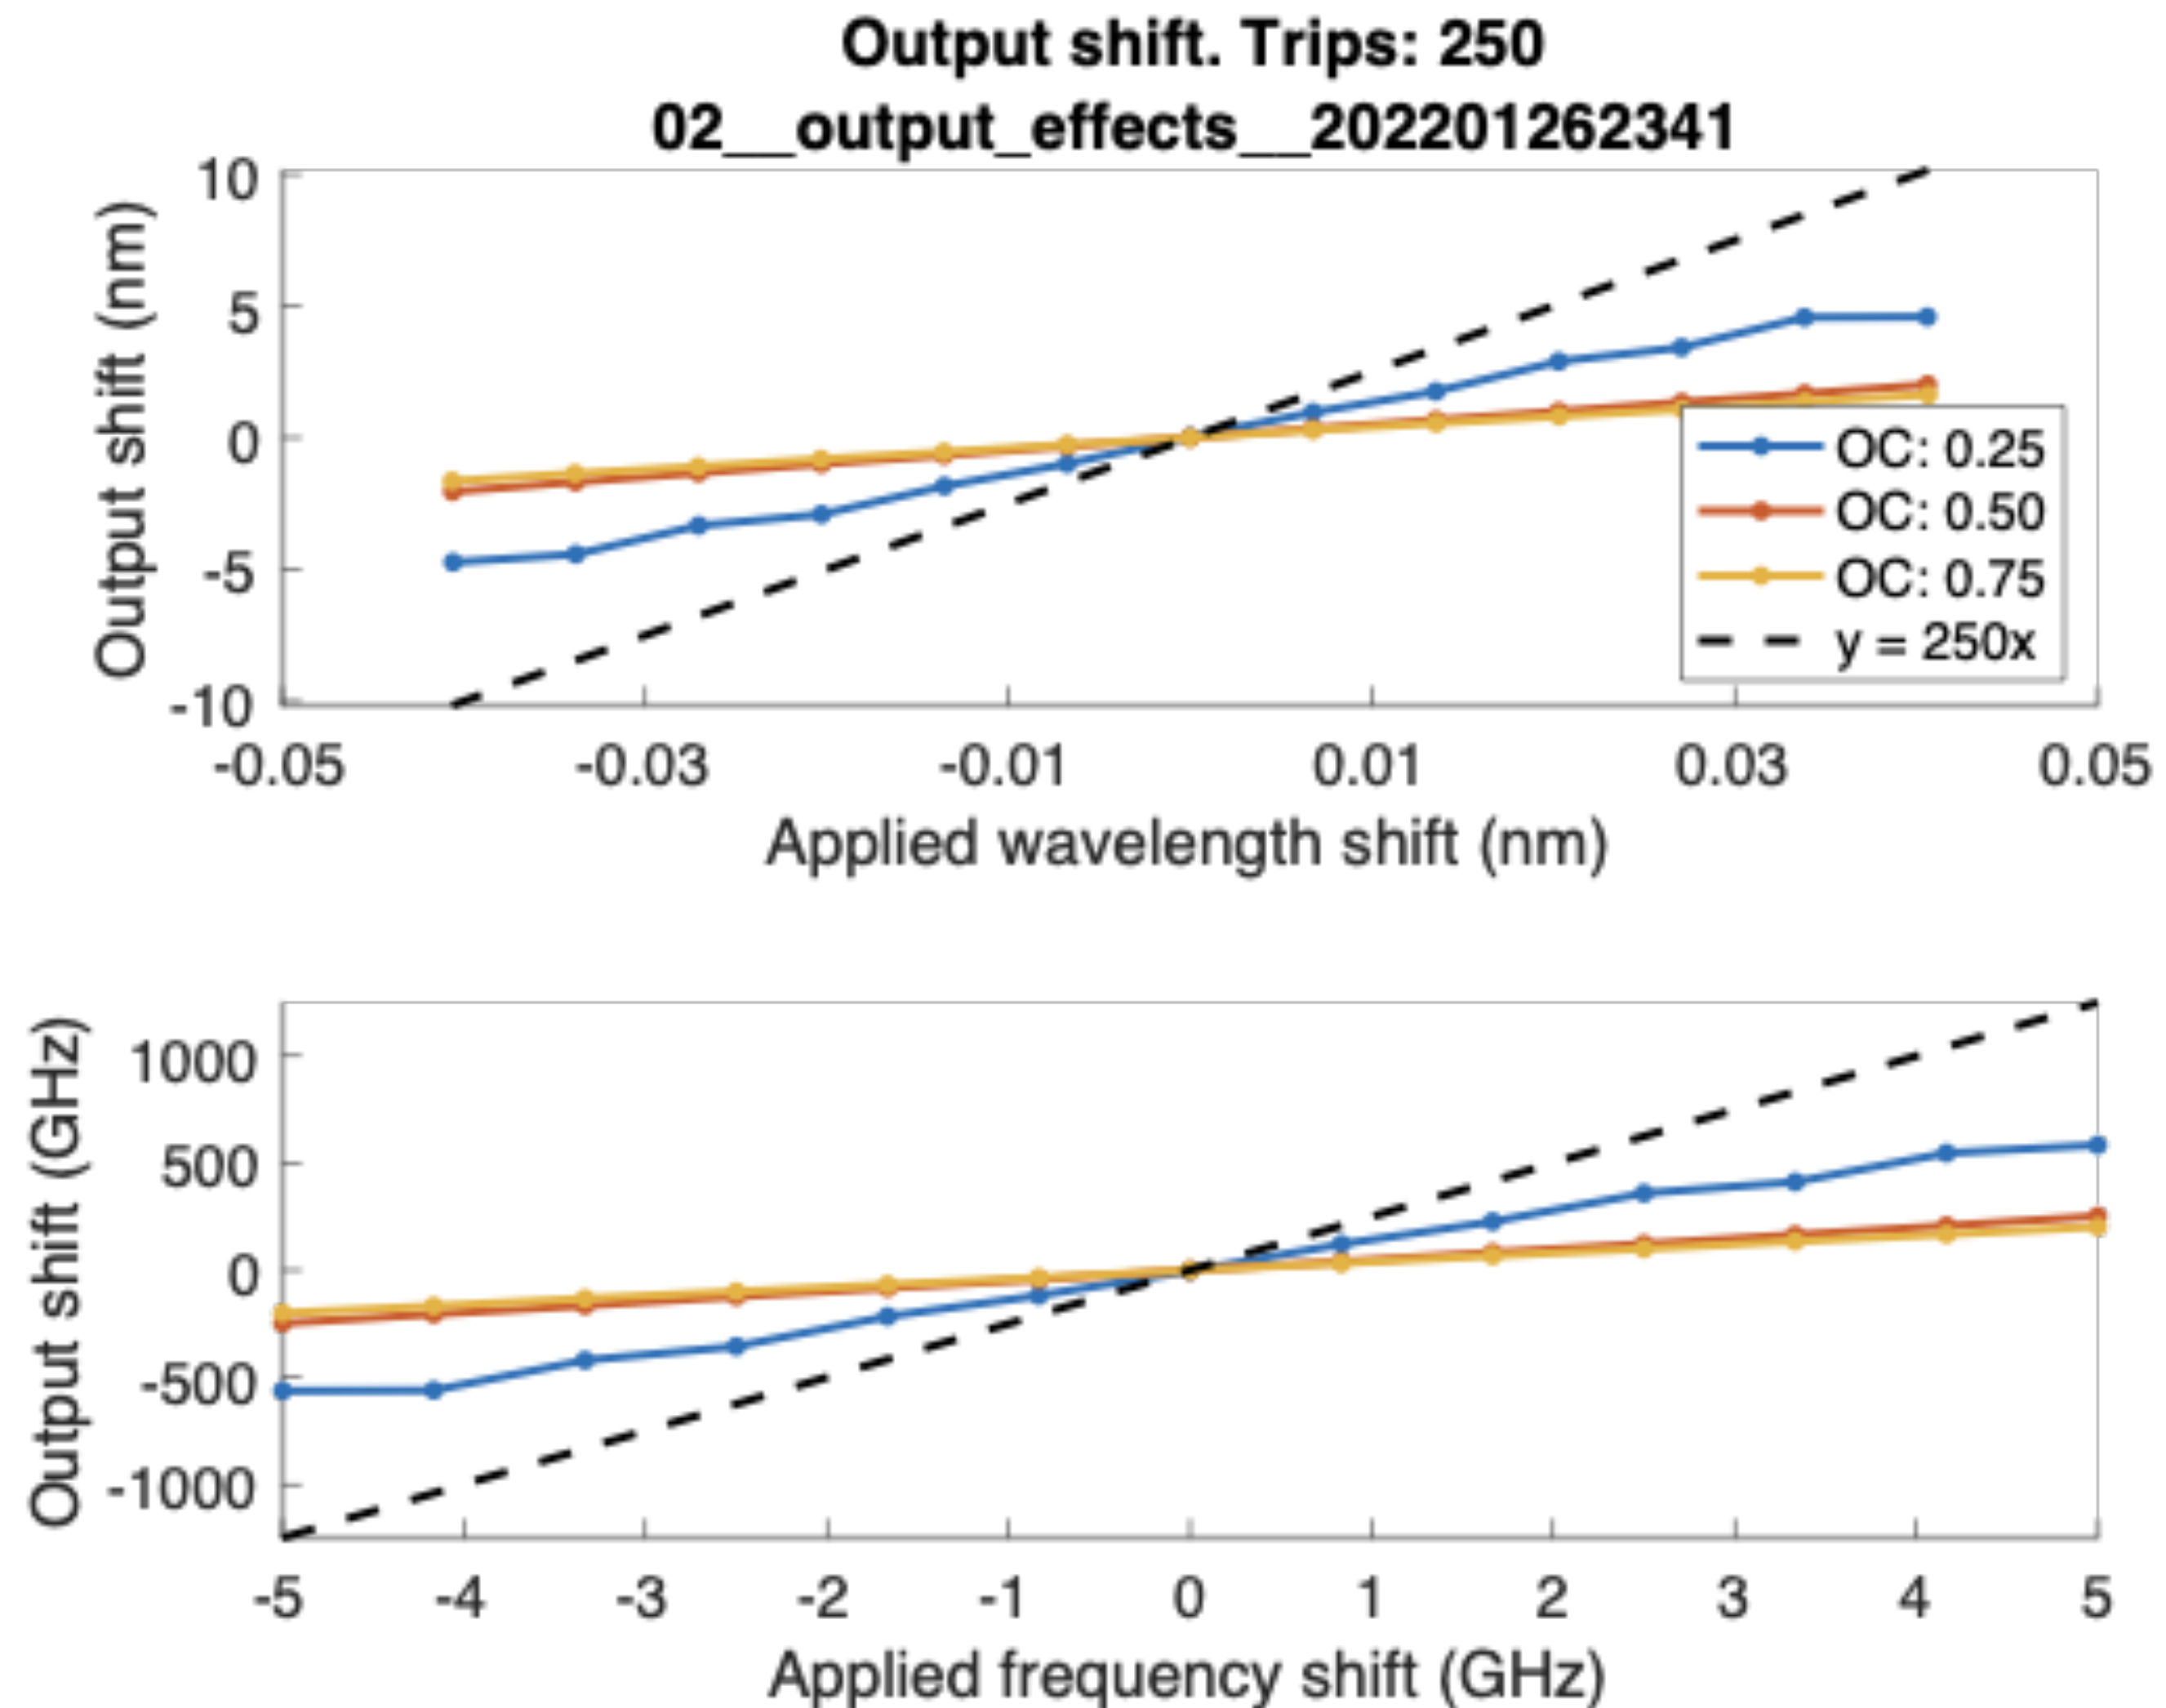 Output shift. Trips: 250
02__output_effects__202201262341
Output shift (nm)
10
5
0
-5
-10
-0.05 -0.03 -0.01 0.01 0.03 0.05
Applied wavelength shift (nm)
OC: 0.25
OC: 0.50
OC: 0.75
y = 250x
Output shift (GHz)
1000
500
0
-500
-1000
-5 -4 -3 -2 -1 0 1 2 3 4 5
Applied frequency shift (GHz)